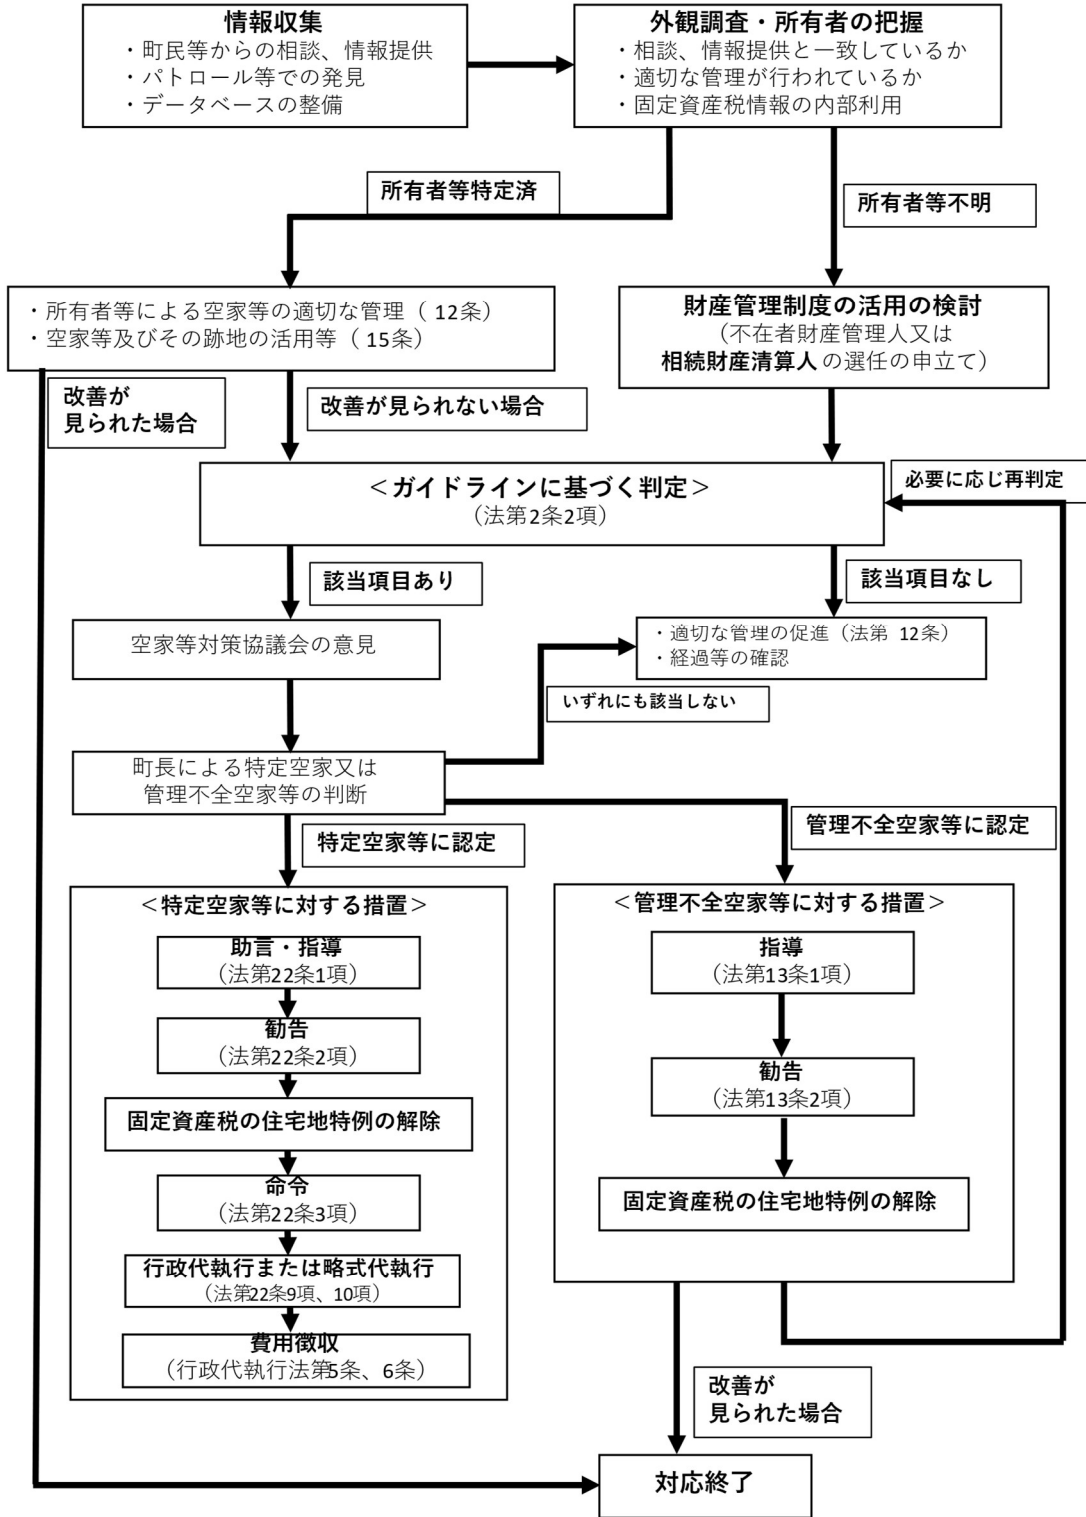 情報収集
・町民等からの相談、情報提供
・パトロール等での発見
・データベースの整備
外観調査・所有者の把握
・相談、情報提供と一致しているか
・適切な管理が行われているか
・固定資産税情報の内部利用
所有者等特定済
所有者等不明
・所有者等による空家等の適切な管理（12条）
・空家等及びその跡地の活用等（15条）
財産管理制度の活用の検討
（不在者財産管理人又は
相続財産清算人の選任の申立て）
改善が
見られた場合
改善が見られない場合
＜ガイドラインに基づく判定＞
（法第2条2項）
必要に応じ再判定
該当項目あり
該当項目なし
空家等対策協議会の意見
・適切な管理の促進（法第 12条）
・経過等の確認
いずれにも該当しない
町長による特定空家又は
管理不全空家等の判断
特定空家等に認定
管理不全空家等に認定
＜特定空家等に対する措置＞
助言・指導
（法第22条1項）
勧告
（法第22条2項）
固定資産税の住宅地特例の解除
命令
（法第22条3項）
行政代執行または略式代執行
（法第22条9項、10項）
費用徴収
（行政代執行法第5条、6条）
＜管理不全空家等に対する措置＞
指導
（法第13条1項）
勧告
（法第13条2項）
固定資産税の住宅地特例の解除
改善が
見られた場合
対応終了